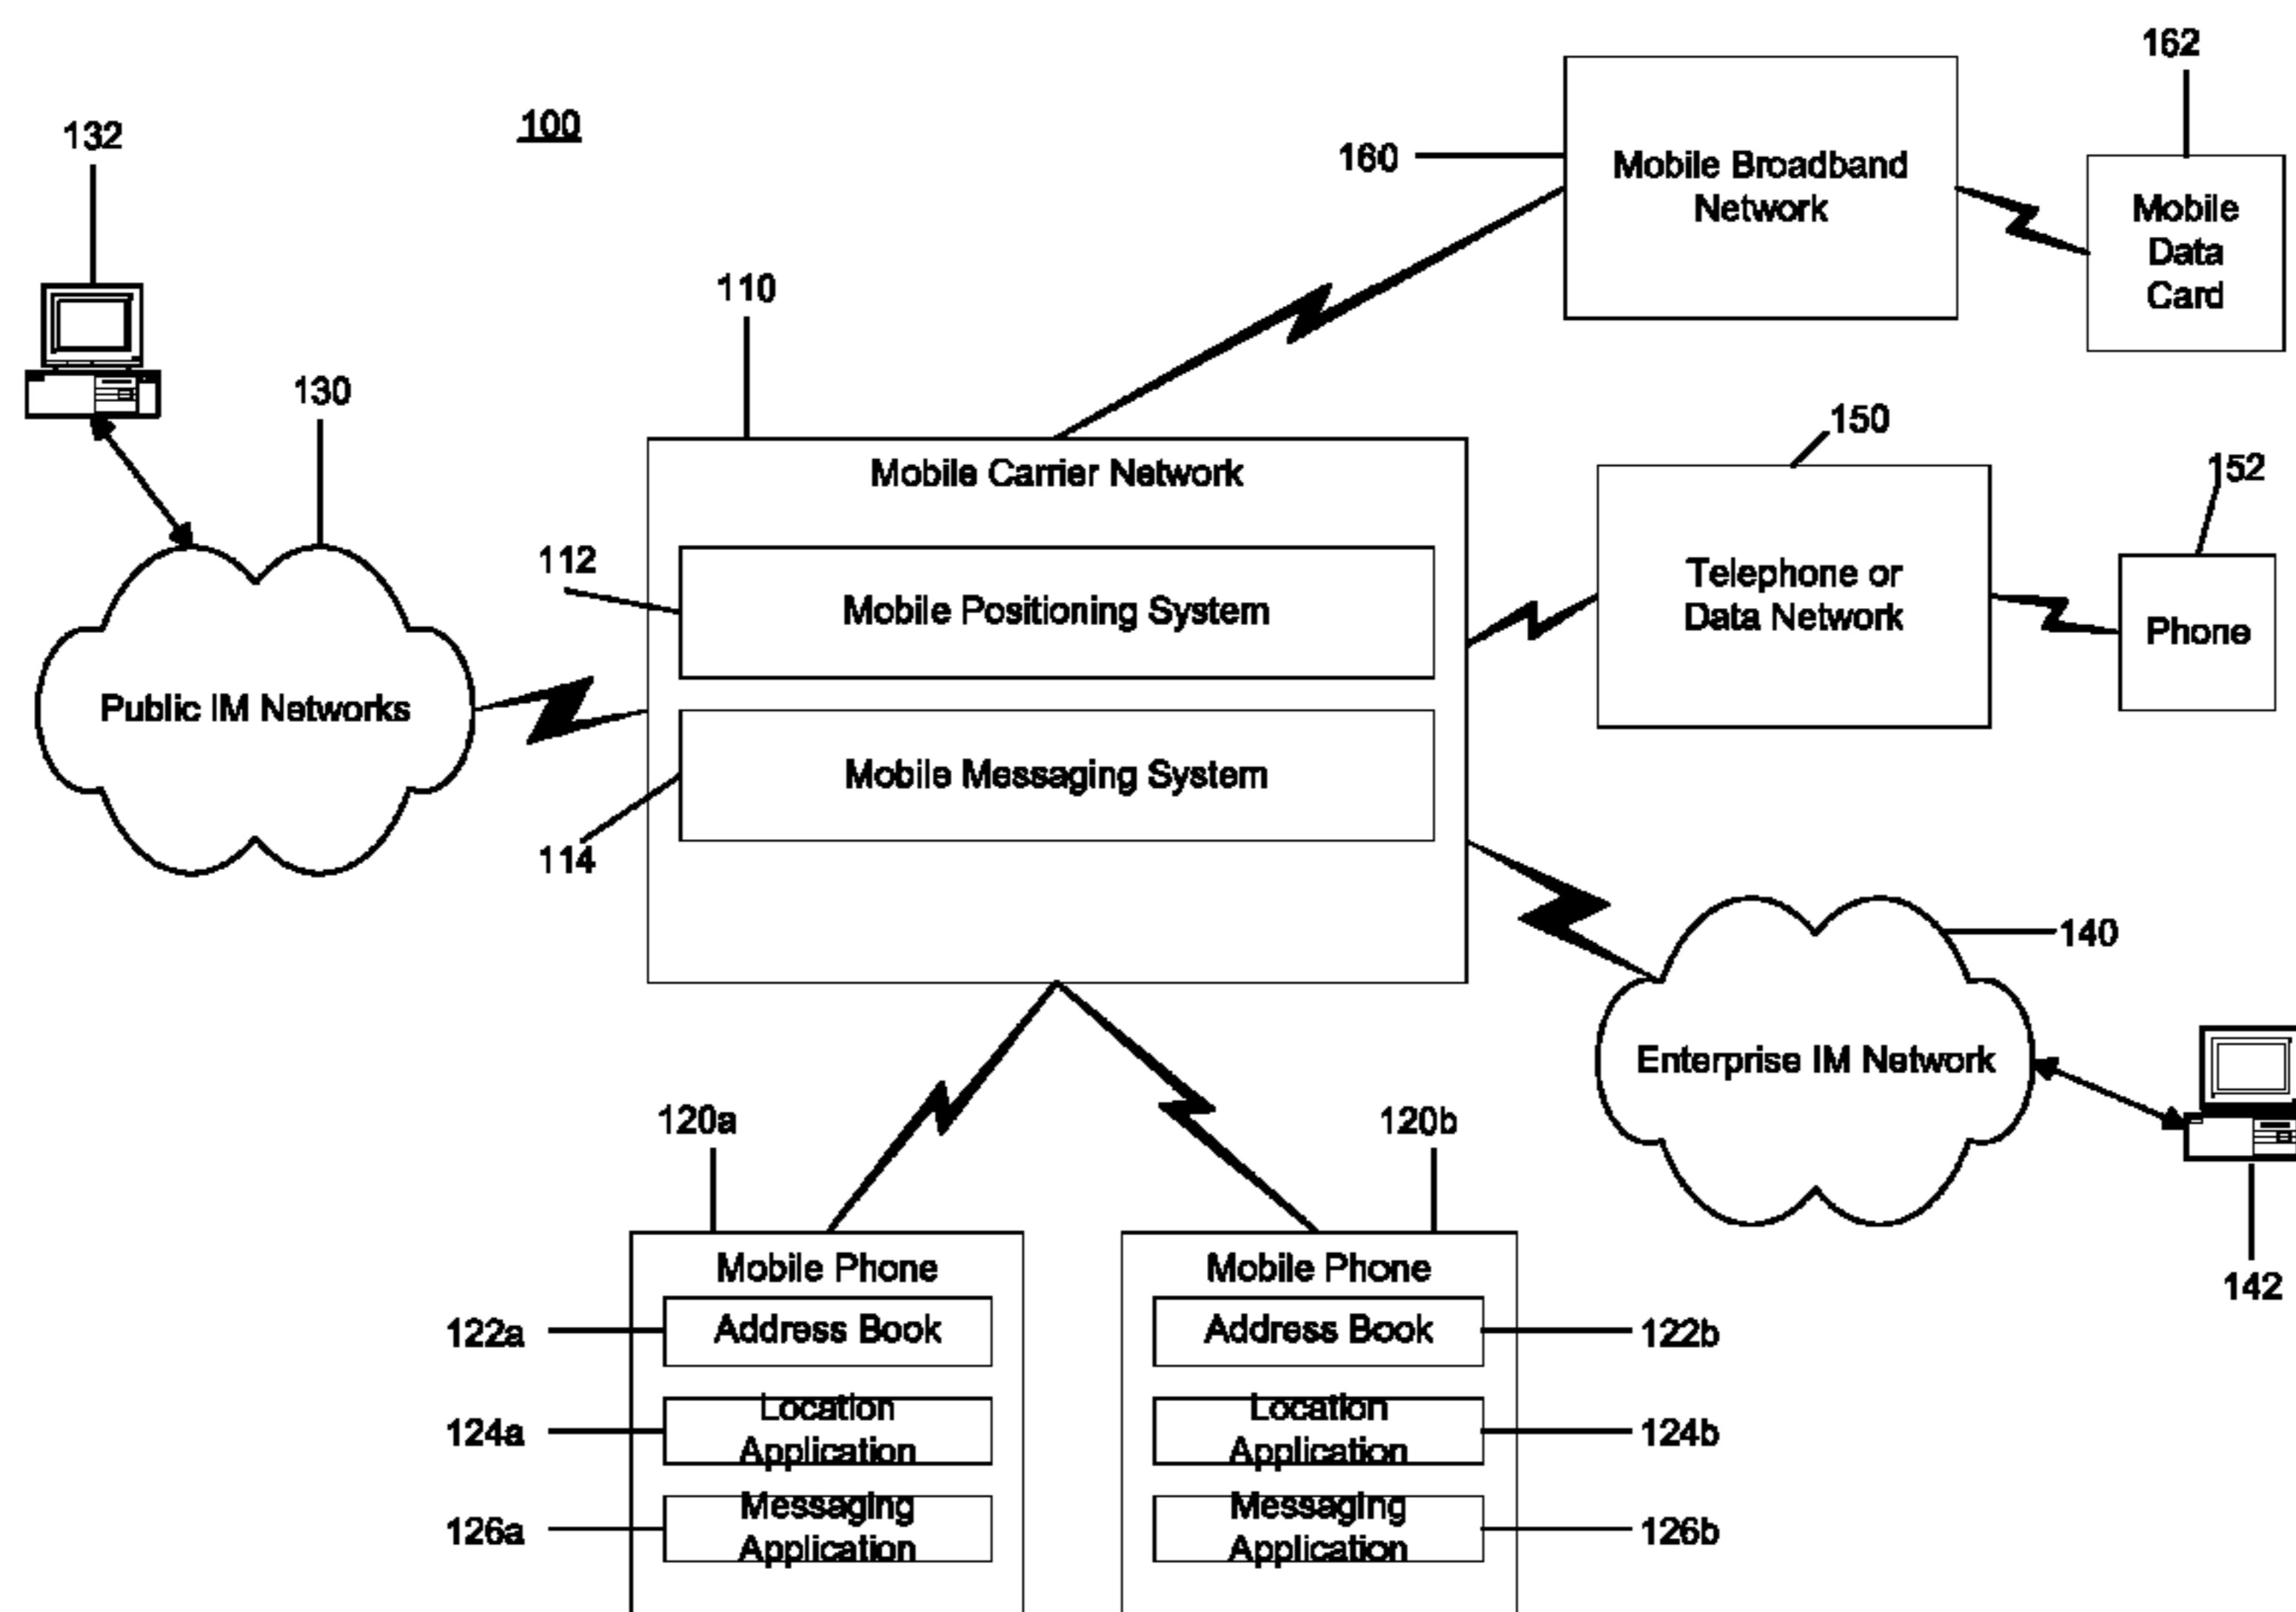 162
132
100
160
Mobile Broadband
Network
Mobile
Data
Card
110
130
150
152
Mobile Carrier Network
112
Mobile Positioning System
Telephone or
Data Network
Phone
Public IM Networks
Mobile Messaging System
114
140
Enterprise IM Network
120a
120b
142
Mobile Phone
Mobile Phone
122a
Address Book
Address Book
122b
124a
Location
Application
Location
Application
124b
126a
Messaging
Application
Messaging
Application
126b